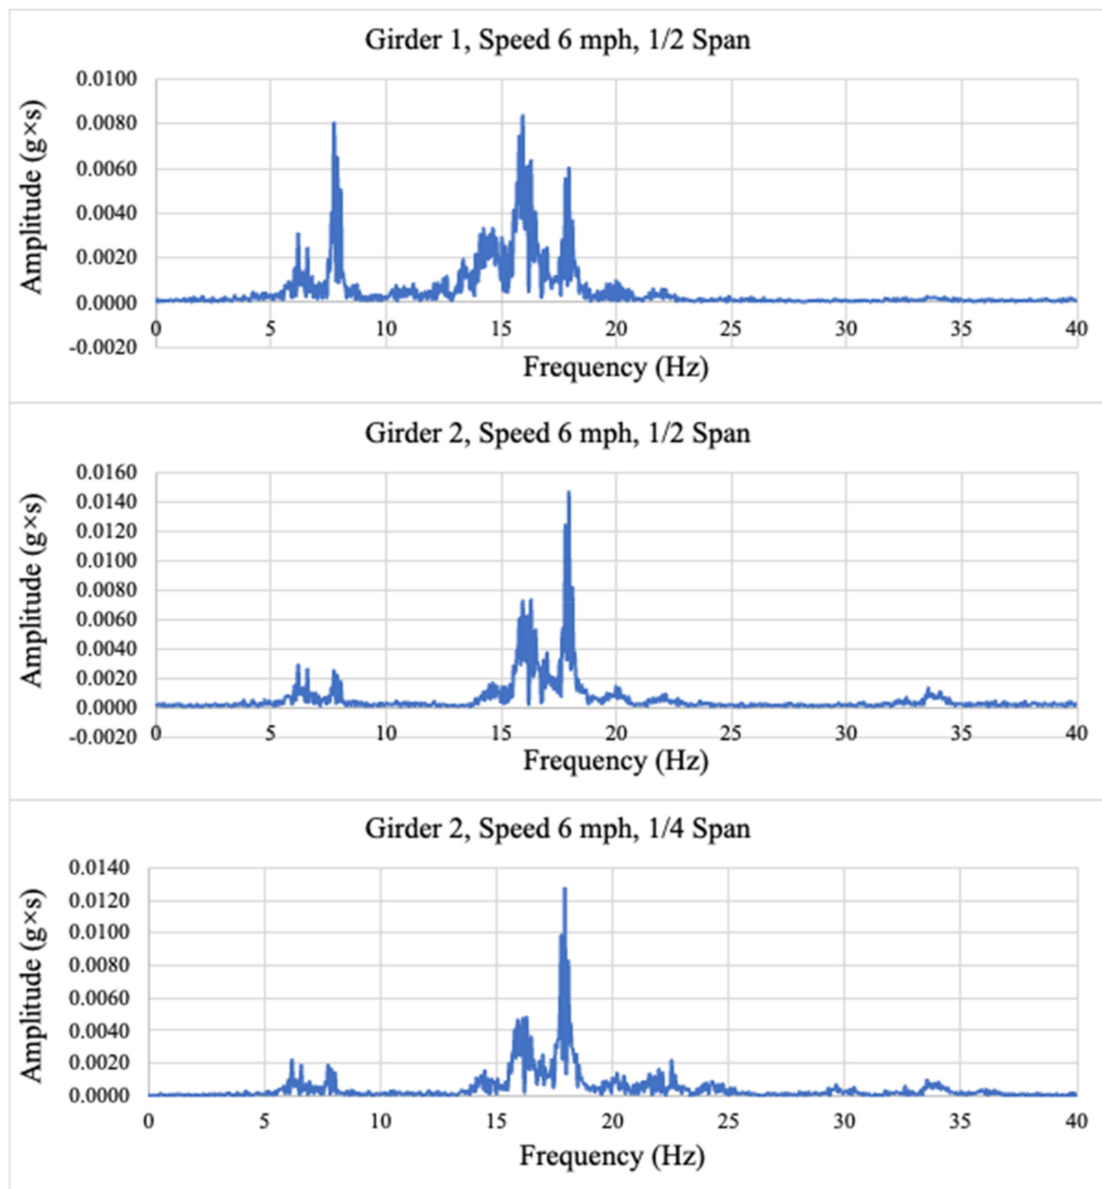 Girder 1, Speed 6 mph, 1/2 Span
Amplitude (g×s)
0.0100
0.0080
0.0060
0.0040
0.0020
0.0000
-0.0020
0 5 10 15 20 25 30 35 40
Frequency (Hz)
Girder 2, Speed 6 mph, 1/2 Span
Amplitude (g×s)
0.0160
0.0140
0.0120
0.0100
0.0080
0.0060
0.0040
0.0020
0.0000
-0.0020
0 5 10 15 20 25 30 35 40
Frequency (Hz)
Girder 2, Speed 6 mph, 1/4 Span
Amplitude (g×s)
0.0140
0.0120
0.0100
0.0080
0.0060
0.0040
0.0020
0.0000
0 5 10 15 20 25 30 35 40
Frequency (Hz)